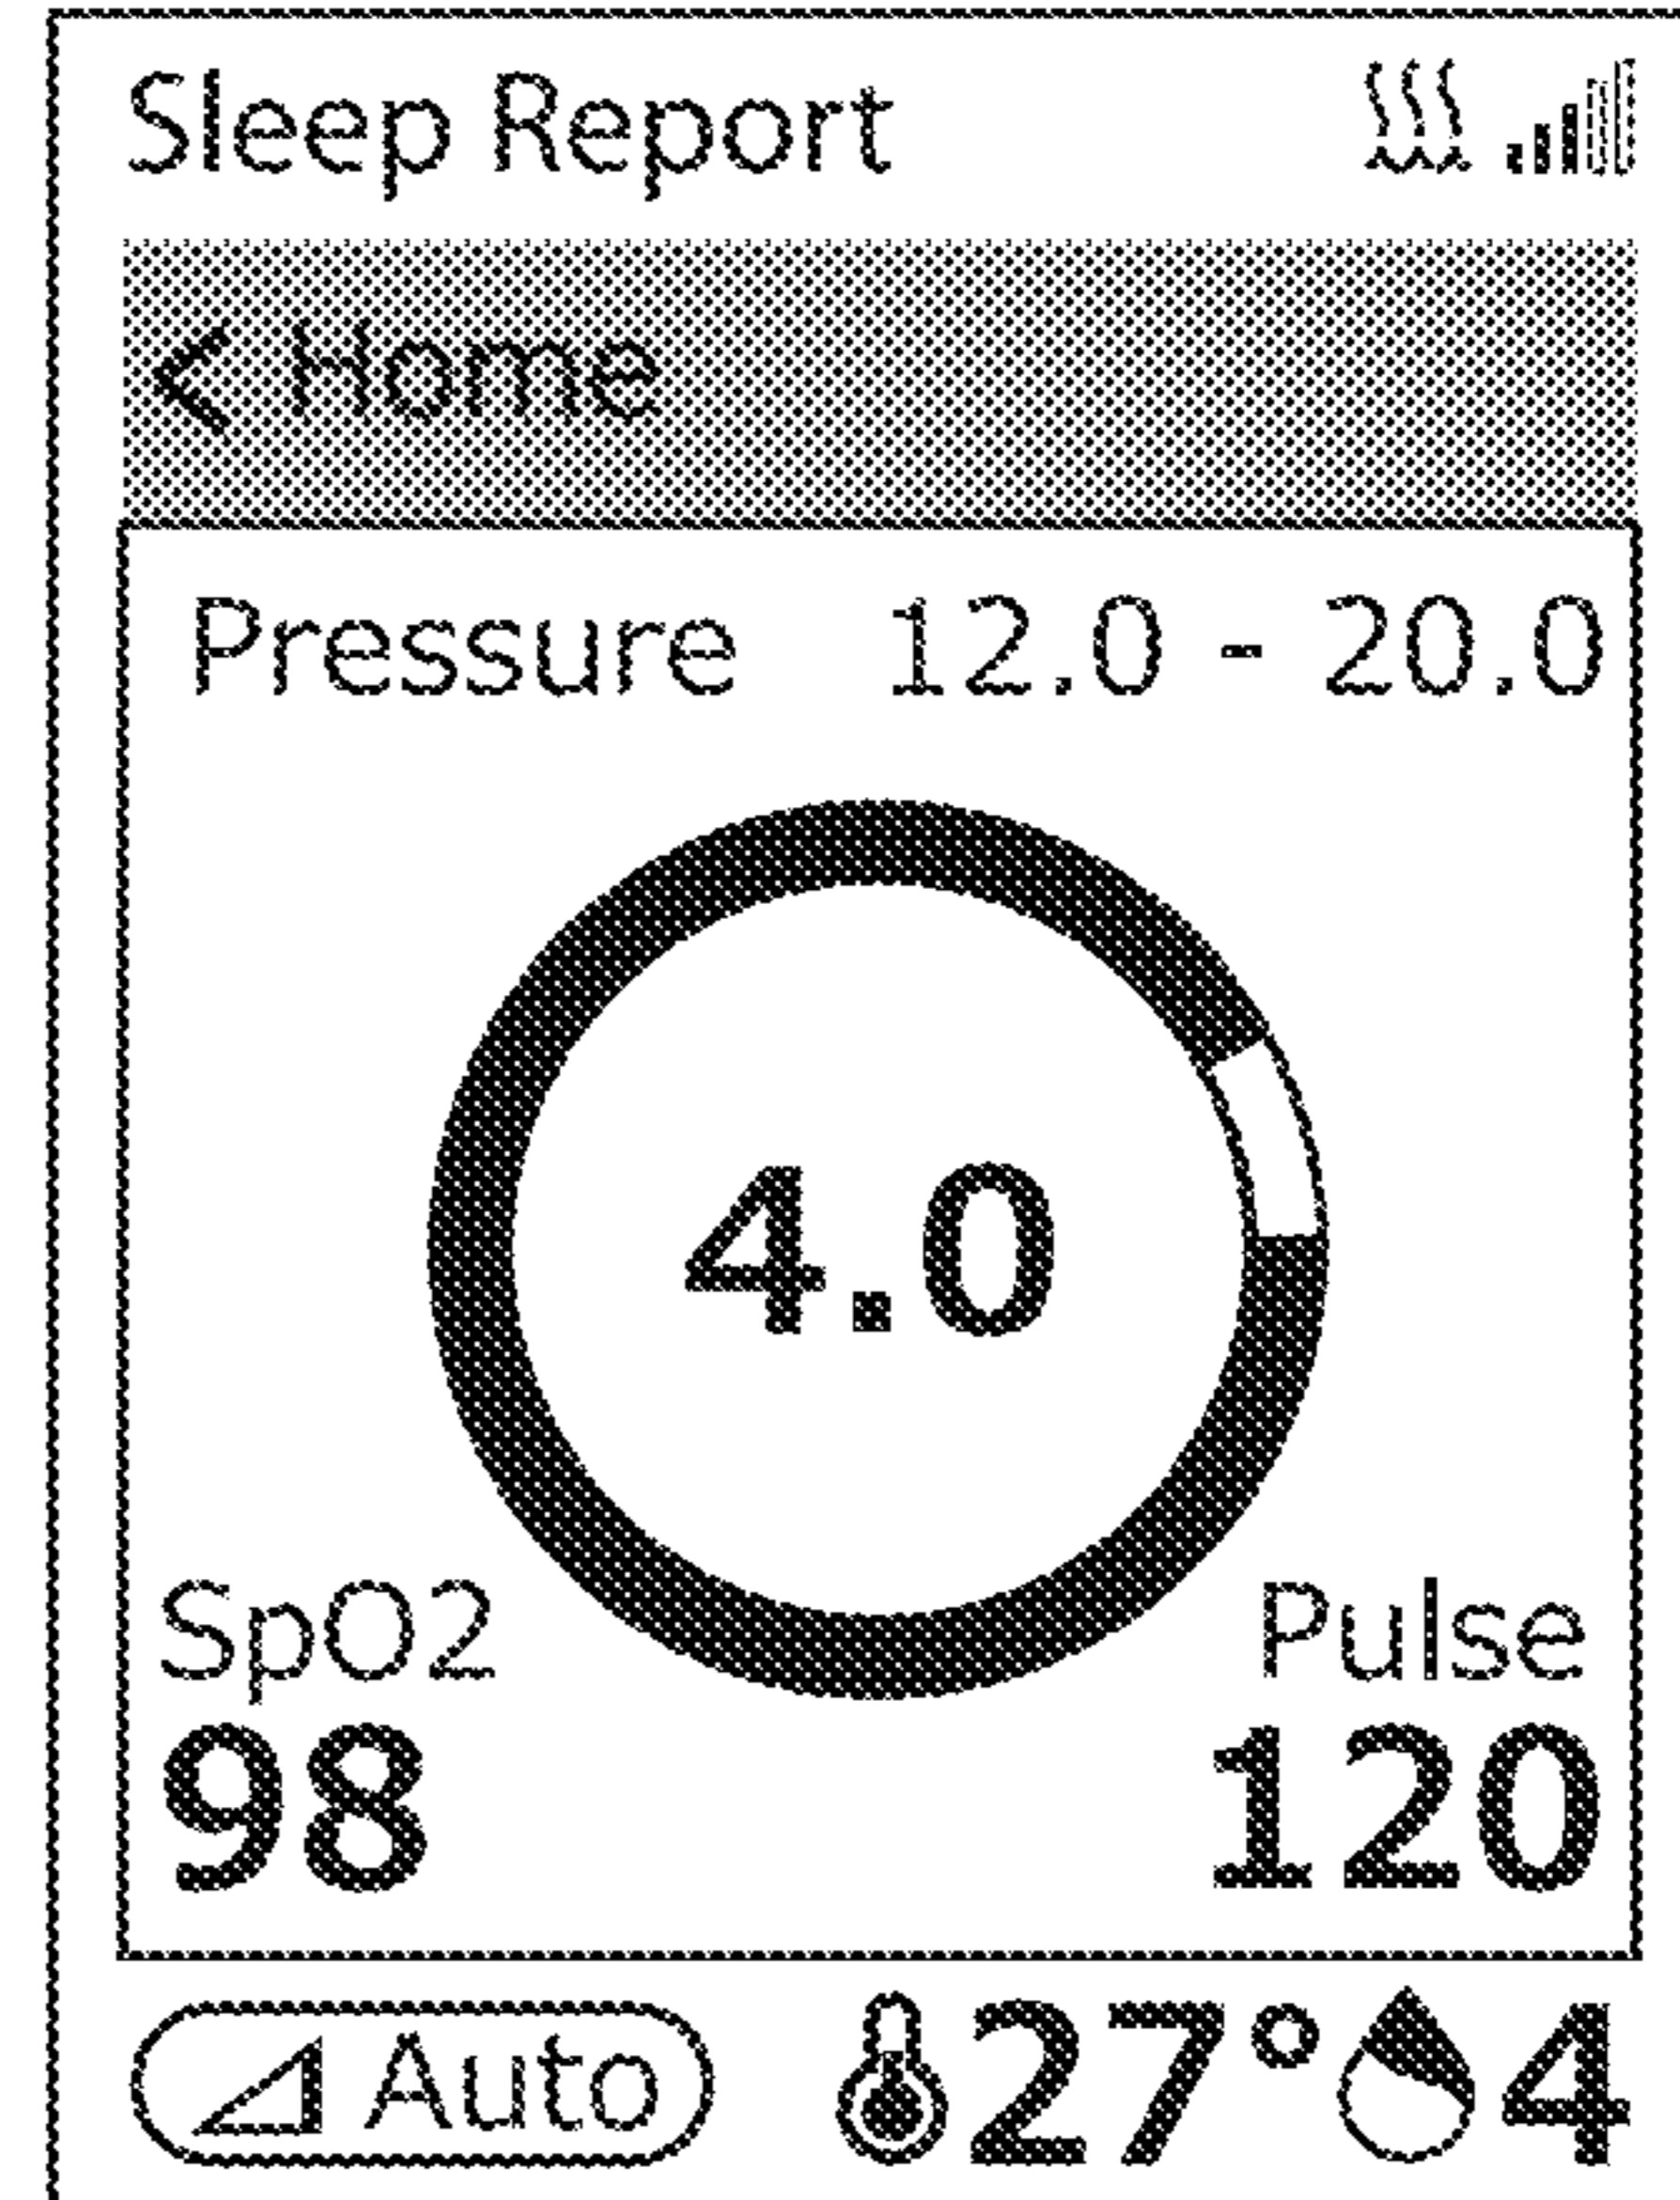 Sleep Report
< Home
Pressure 12.0 - 20.0
4.0
SpO2 Pulse
98 120
Auto 27° 4